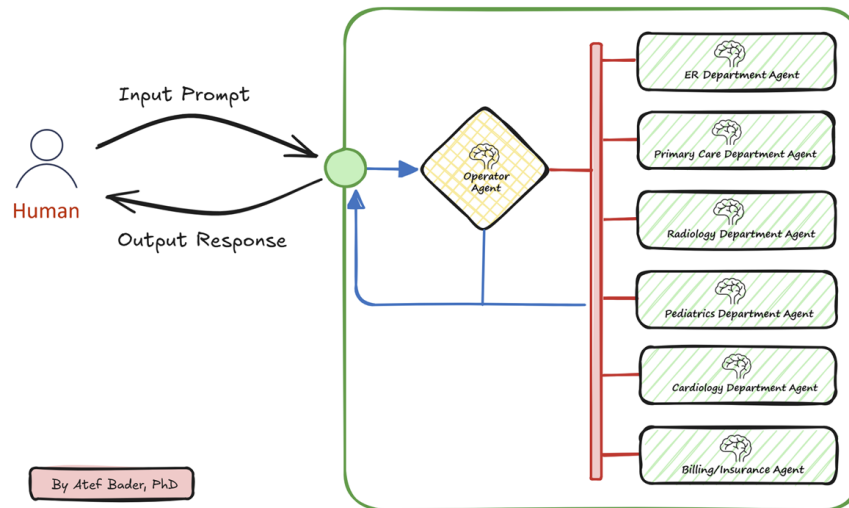 Input Prompt
Human
Output Response
Operator
Agent
ER Department Agent
Primary Care Department Agent
Radiology Department Agent
Pediatrics Department Agent
Cardiology Department Agent
Billing/Insurance Agent
By Atef Bader, PhD